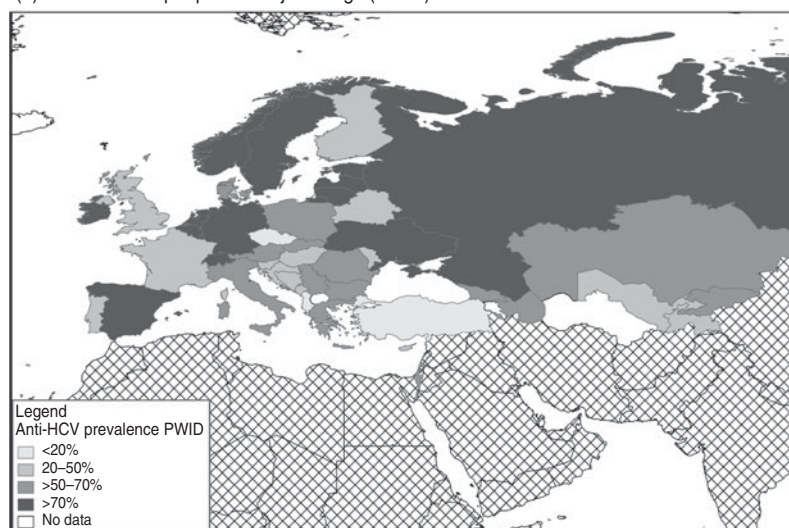 Legend
Anti-HCV prevalence PWID
<20%
20–50%
>50–70%
>70%
No data